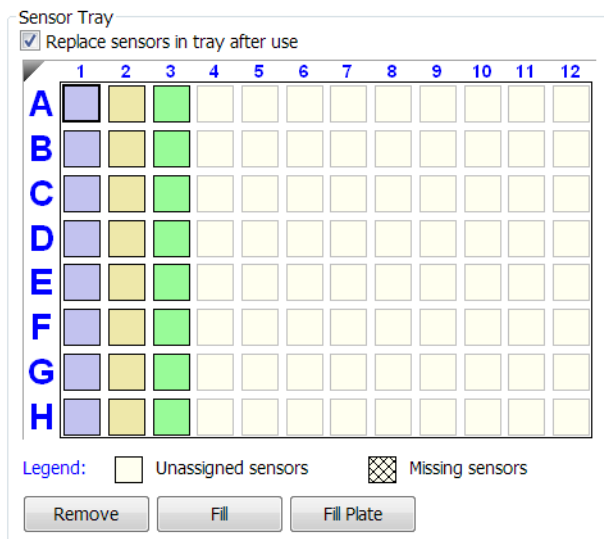 Sensor Tray
Replace sensors in tray after use
1 2 3 4 5 6 7 8 9 10 11 12
A
B
C
D
E
F
G
H
Legend: Unassigned sensors Missing sensors
Remove Fill Fill Plate